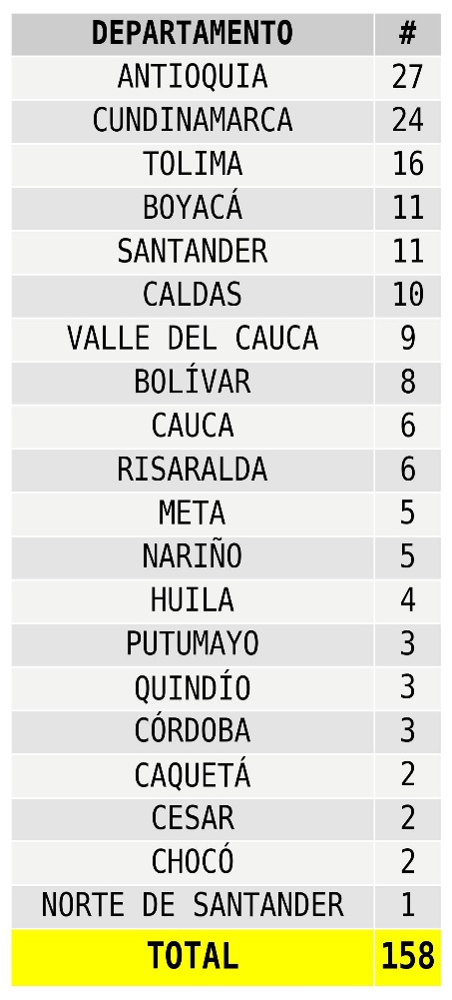 DEPARTAMENTO #
ANTIOQUIA 27
CUNDINAMARCA 24
TOLIMA 16
BOYACÁ 11
SANTANDER 11
CALDAS 10
VALLE DEL CAUCA 9
BOLÍVAR 8
CAUCA 6
RISARALDA 6
META 5
NARIÑO 5
HUILA 4
PUTUMAYO 3
QUINDÍO 3
CÓRDOBA 3
CAQUETÁ 2
CESAR 2
CHOCÓ 2
NORTE DE SANTANDER 1
TOTAL 158